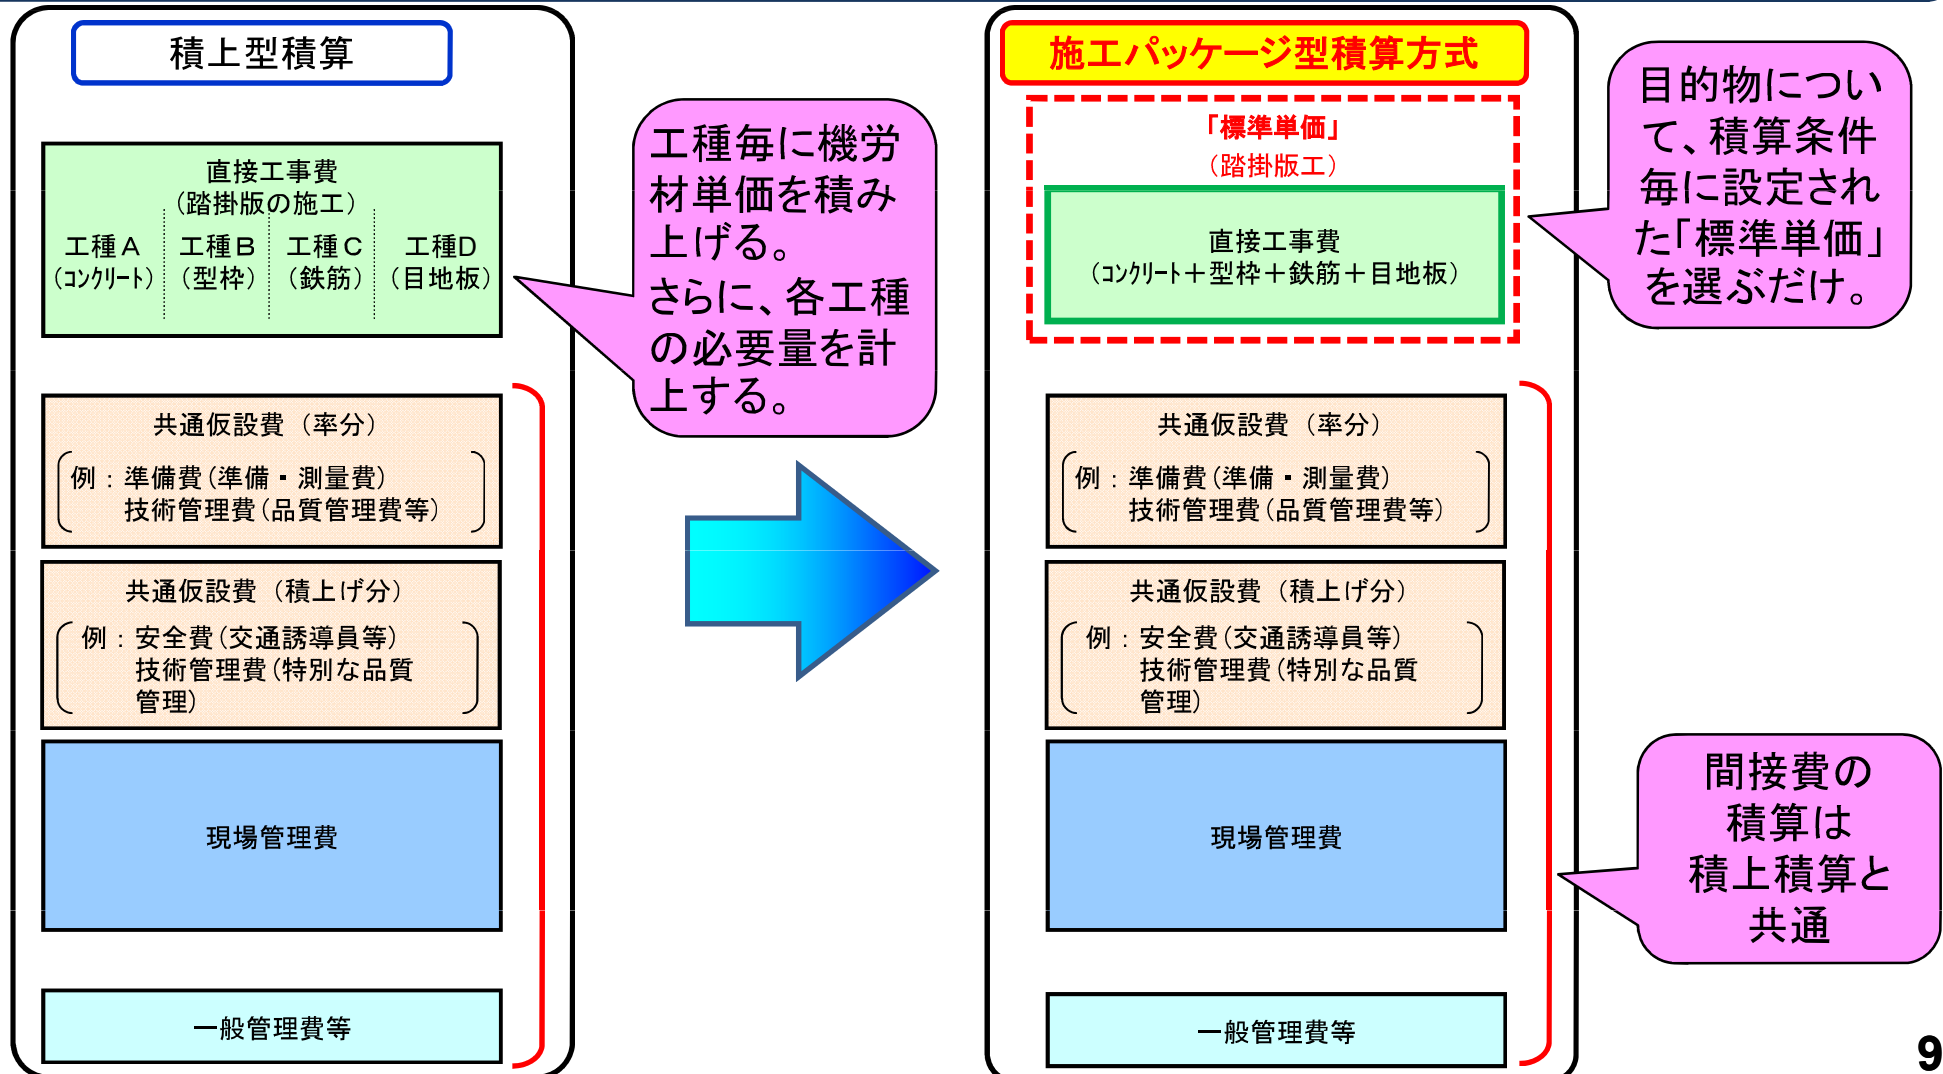 積上型積算
直接工事費
(踏掛版の施工)
工種A 工種B 工種C 工種D
(ｺﾝｸﾘｰﾄ) (型枠) (鉄筋) (目地板)
工種毎に機労
材単価を積み
上げる。
さらに、各工種
の必要量を計
上する。
共通仮設費（率分）
例：準備費(準備・測量費)
技術管理費(品質管理費等)
共通仮設費（積上げ分）
例：安全費(交通誘導員等)
技術管理費(特別な品質
管理)
現場管理費
一般管理費等
施工パッケージ型積算方式
「標準単価」
（踏掛版工）
直接工事費
（ｺﾝｸﾘｰﾄ＋型枠＋鉄筋＋目地板）
目的物につい
て、積算条件
毎に設定され
た「標準単価」
を選ぶだけ。
共通仮設費（率分）
例：準備費(準備・測量費)
技術管理費(品質管理費等)
共通仮設費（積上げ分）
例：安全費(交通誘導員等)
技術管理費(特別な品質
管理)
現場管理費
間接費の
積算は
積上積算と
共通
一般管理費等
9